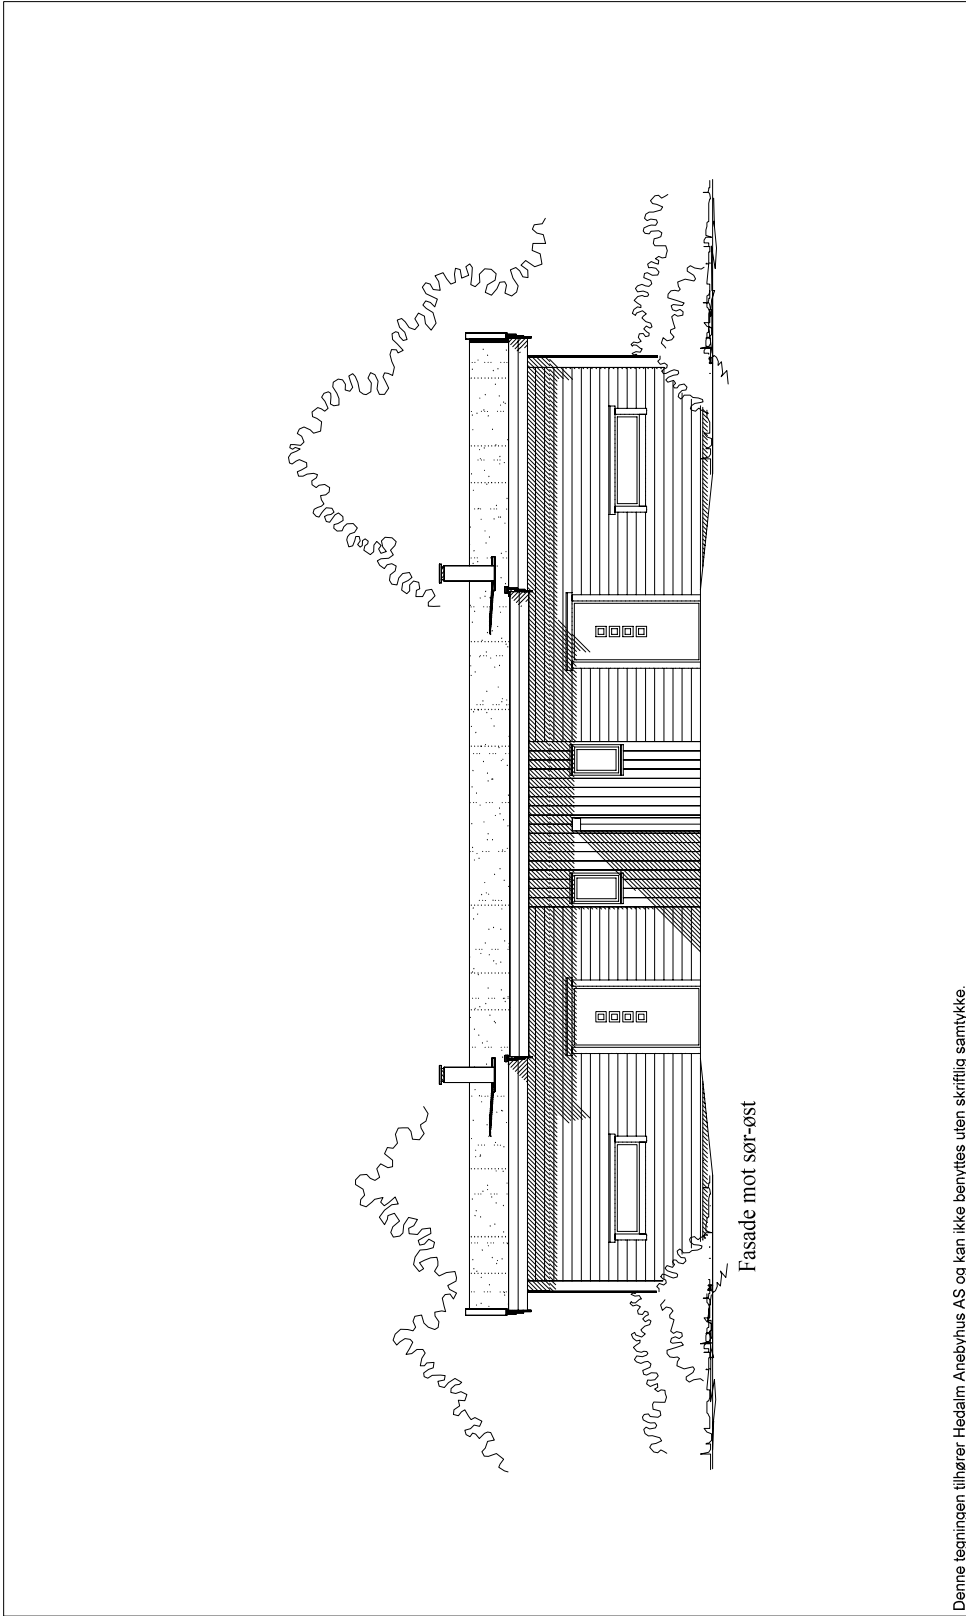 Fasade mot sør-øst
Denne tegningen tilhører Hedalm Anebyhus AS og kan ikke benyttes uten skriftlig samtykke.